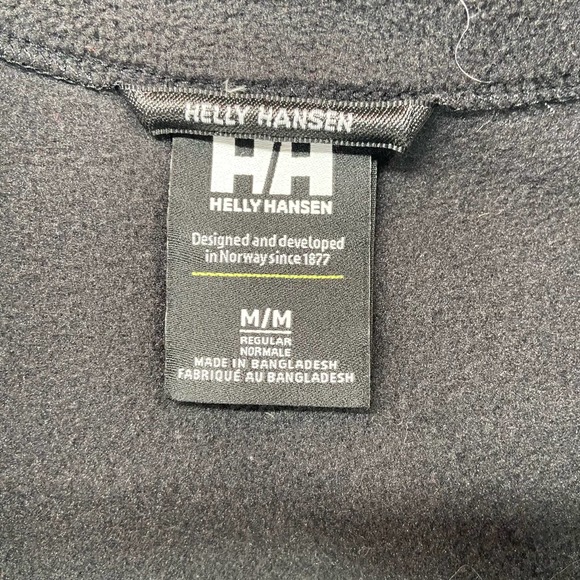 HELLY HANSEN
H/H
HELLY HANSEN
Designed and developed
in Norway since 1877
M/M
REGULAR
NORMALE
MADE IN BANGLADESH
FABRIQUÉ AU BANGLADESH